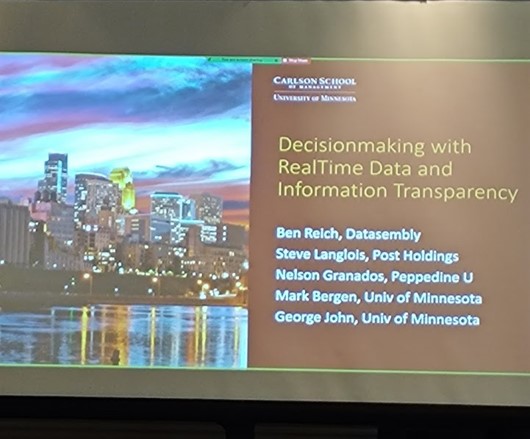 CARLSON SCHOOL
OF MANAGEMENT
UNIVERSITY OF MINNESOTA
Decisionmaking with
RealTime Data and
Information Transparency
Ben Reich, Datasembly
Steve Langlois, Post Holdings
Nelson Granados, Peppedine U
Mark Bergen, Univ of Minnesota
George John, Univ of Minnesota